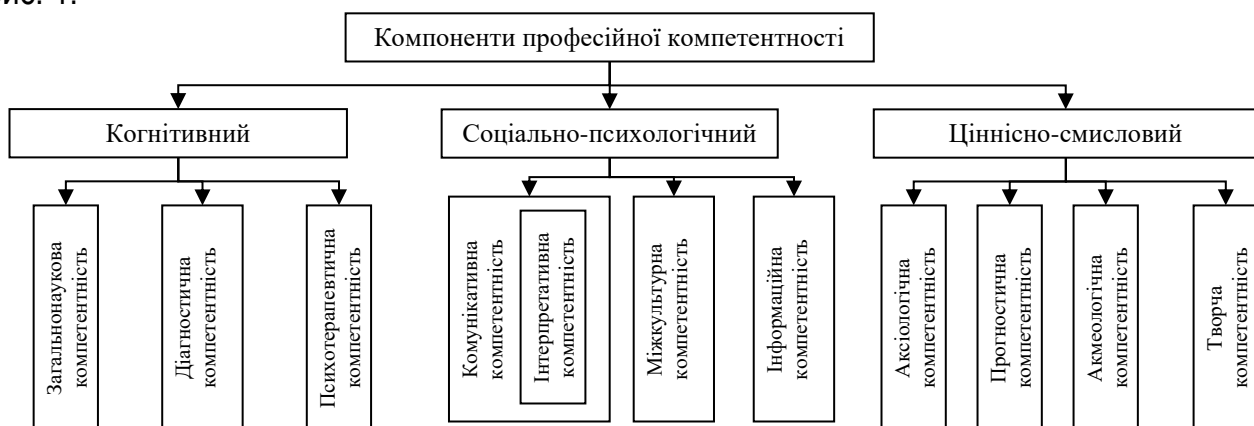 Компоненти професійної компетентності
Когнітивний
Соціально-психологічний
Ціннісно-смисловий
Загальнонаукова
компетентність
Діагностична
компетентність
Психотерапевтична
компетентність
Комунікативна
компетентність
Інтерпретативна
компетентність
Міжкультурна
компетентність
Інформаційна
компетентність
Аксіологічна
компетентність
Прогностична
компетентність
Акмеологічна
компетентність
Творча
компетентність